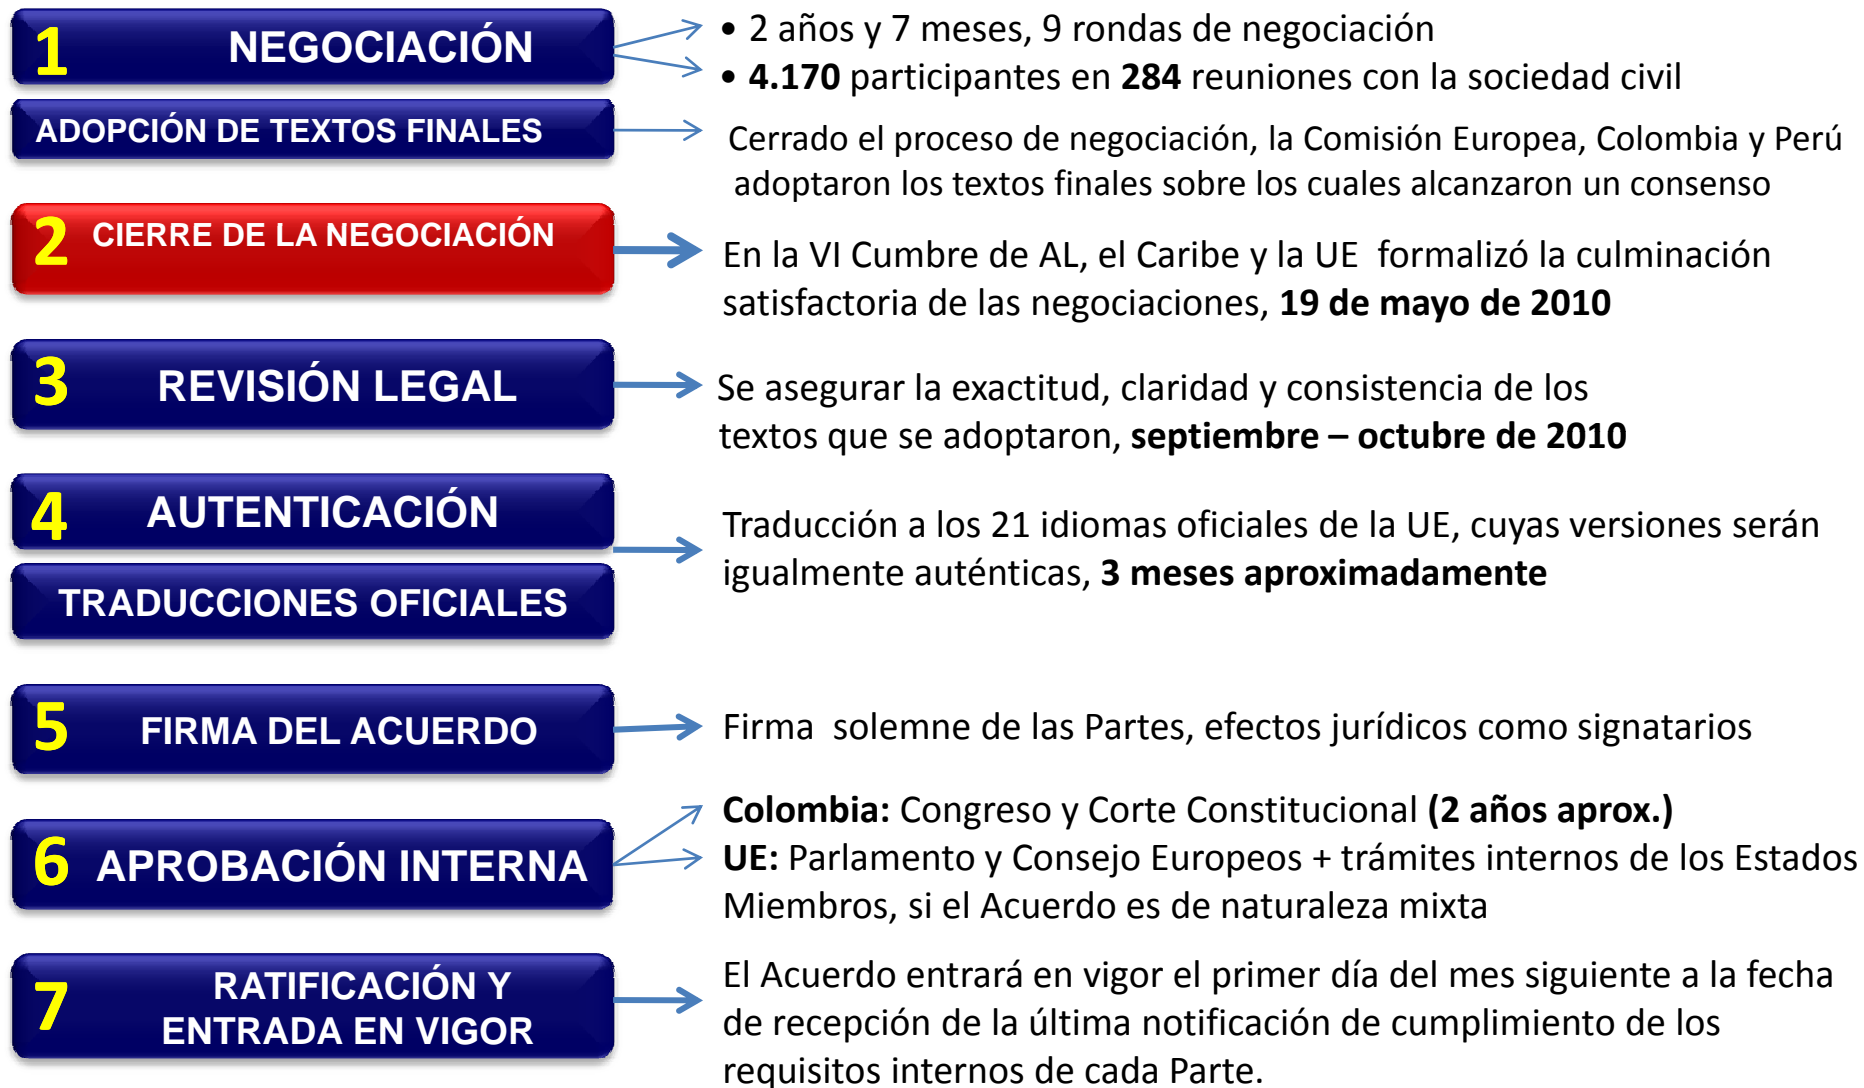 1 NEGOCIACIÓN
• 2 años y 7 meses, 9 rondas de negociación
• 4.170 participantes en 284 reuniones con la sociedad civil
ADOPCIÓN DE TEXTOS FINALES
Cerrado el proceso de negociación, la Comisión Europea, Colombia y Perú
adoptaron los textos finales sobre los cuales alcanzaron un consenso
2 CIERRE DE LA NEGOCIACIÓN
En la VI Cumbre de AL, el Caribe y la UE formalizó la culminación
satisfactoria de las negociaciones, 19 de mayo de 2010
3 REVISIÓN LEGAL
Se asegurar la exactitud, claridad y consistencia de los
textos que se adoptaron, septiembre – octubre de 2010
4 AUTENTICACIÓN
TRADUCCIONES OFICIALES
Traducción a los 21 idiomas oficiales de la UE, cuyas versiones serán
igualmente auténticas, 3 meses aproximadamente
5 FIRMA DEL ACUERDO
Firma solemne de las Partes, efectos jurídicos como signatarios
6 APROBACIÓN INTERNA
Colombia: Congreso y Corte Constitucional (2 años aprox.)
UE: Parlamento y Consejo Europeos + trámites internos de los Estados
Miembros, si el Acuerdo es de naturaleza mixta
7 RATIFICACIÓN Y
ENTRADA EN VIGOR
El Acuerdo entrará en vigor el primer día del mes siguiente a la fecha
de recepción de la última notificación de cumplimiento de los
requisitos internos de cada Parte.